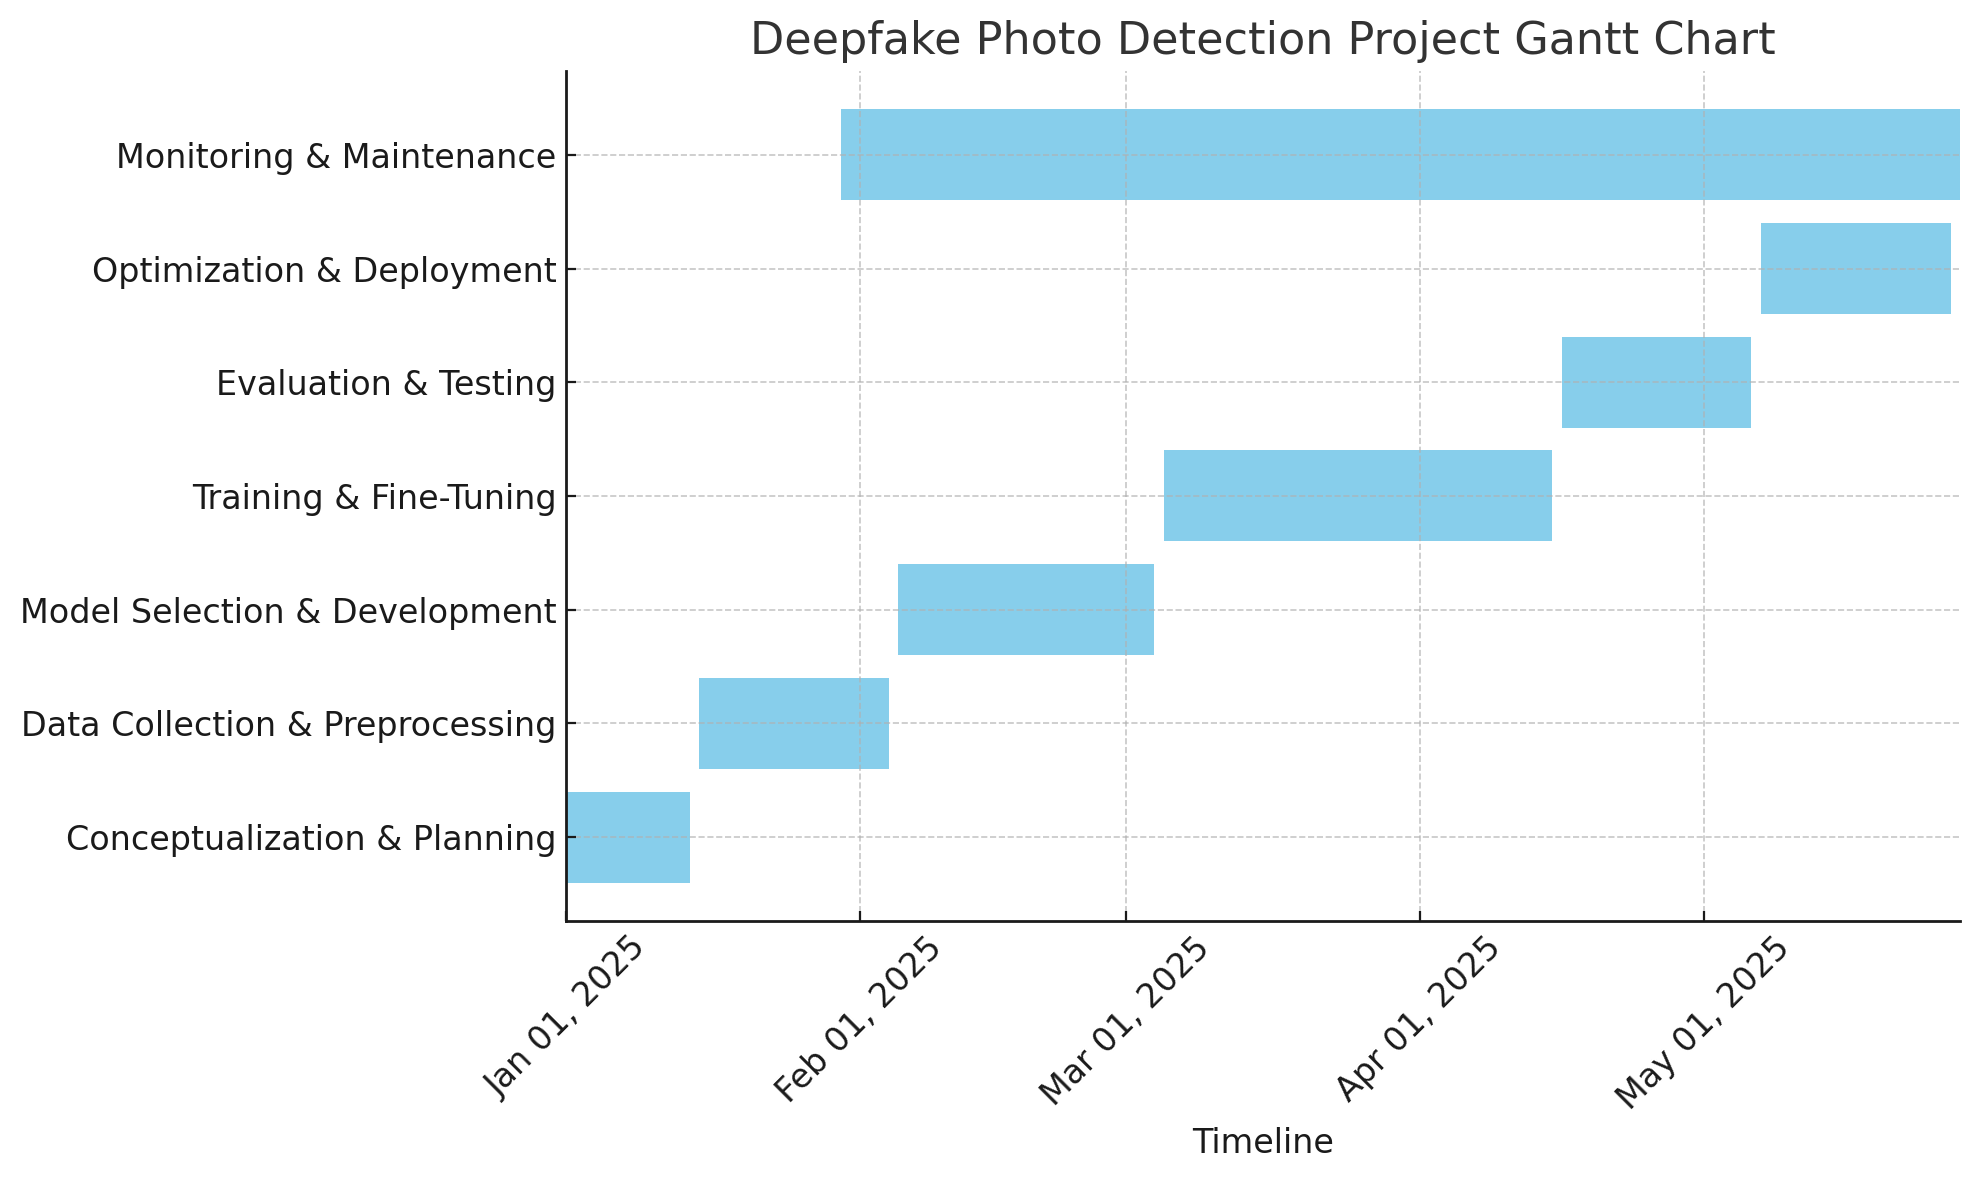 Deepfake Photo Detection Project Gantt Chart
Monitoring & Maintenance
Optimization & Deployment
Evaluation & Testing
Training & Fine-Tuning
Model Selection & Development
Data Collection & Preprocessing
Conceptualization & Planning
Jan 01, 2025
Feb 01, 2025
Mar 01, 2025
Apr 01, 2025
May 01, 2025
Timeline